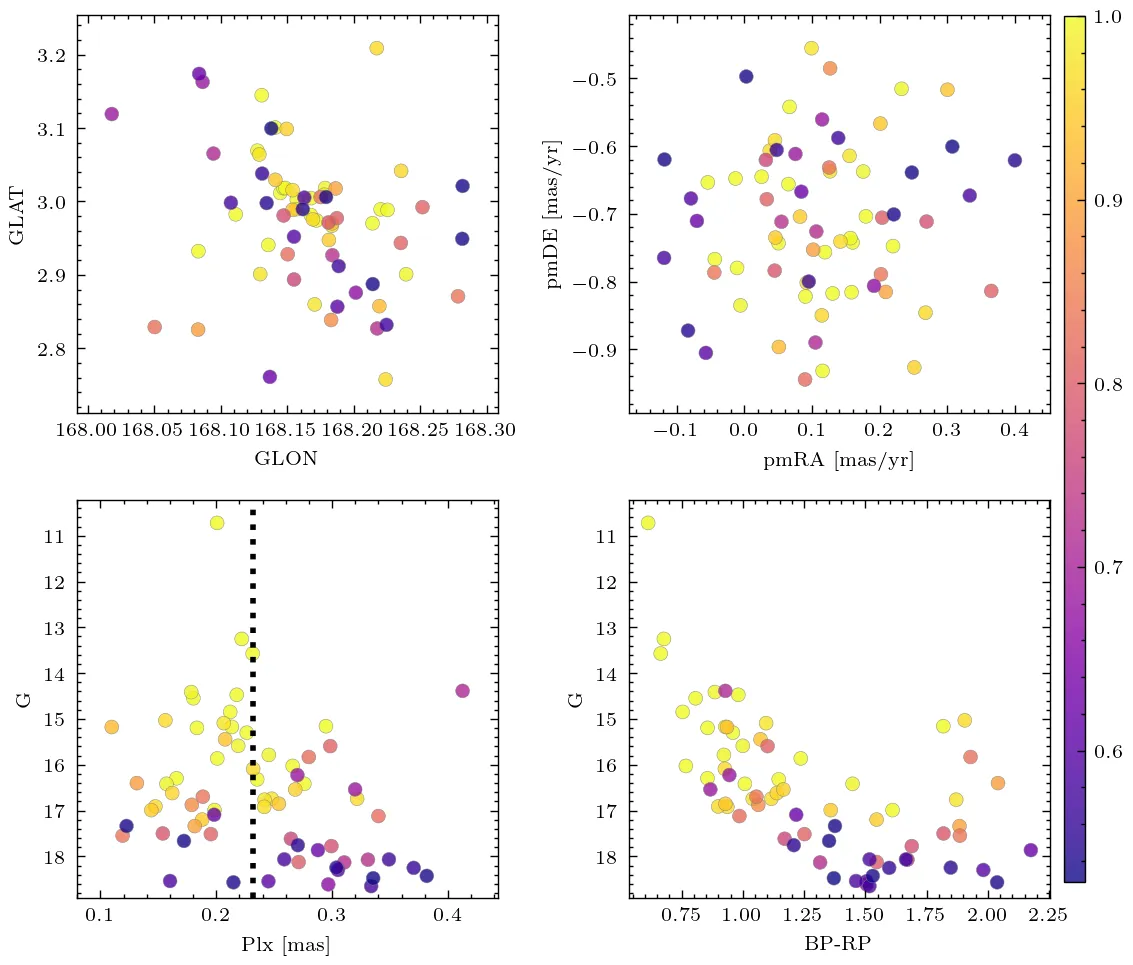 3.2
3.1
3.0
2.9
2.8
GLAT
168.00 168.05 168.10 168.15 168.20 168.25 168.30
GLON
−0.5
−0.6
−0.7
−0.8
−0.9
pmDE [mas/yr]
−0.1 0.0 0.1 0.2 0.3 0.4
pmRA [mas/yr]
1.0
0.9
0.8
0.7
0.6
11
12
13
14
15
16
17
18
G
0.1 0.2 0.3 0.4
Plx [mas]
11
12
13
14
15
16
17
18
G
0.75 1.00 1.25 1.50 1.75 2.00 2.25
BP-RP